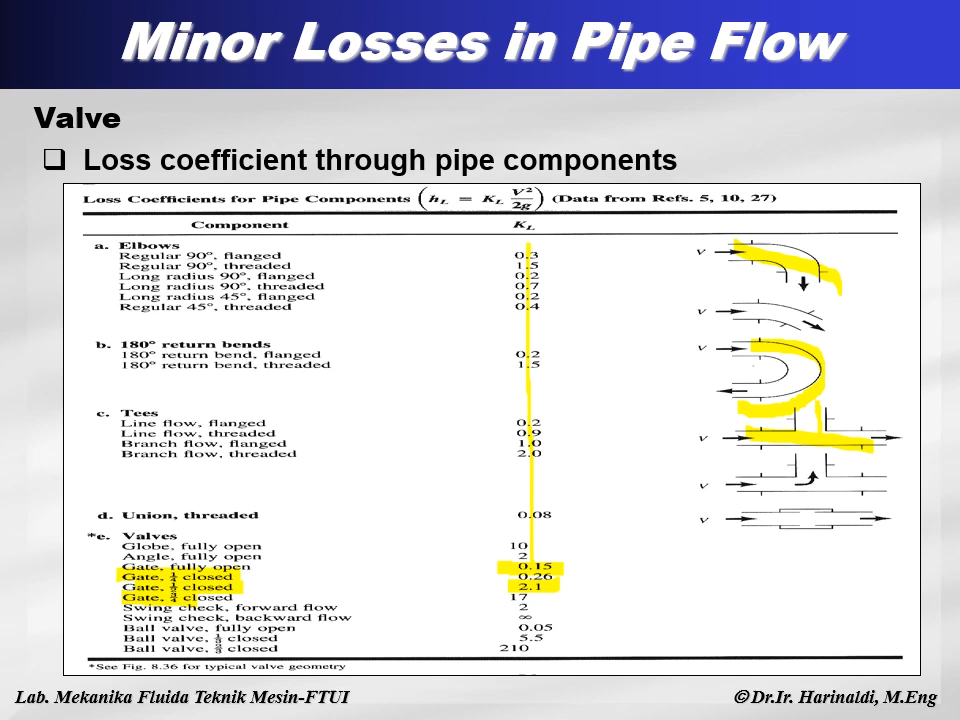 Minor Losses in Pipe Flow
Valve
❑ Loss coefficient through pipe components
Loss Coefficients for Pipe Components (h_L = K_L V²/2g) (Data from Refs. 5, 10, 27)
Component K_L
a. Elbows
Regular 90°, flanged 0.3
Regular 90°, threaded 1.5
Long radius 90°, flanged 0.2
Long radius 90°, threaded 0.7
Long radius 45°, flanged 0.2
Regular 45°, threaded 0.4
V
V
b. 180° return bends
180° return bend, flanged 0.2
180° return bend, threaded 1.5
V
c. Tees
Line flow, flanged 0.2
Line flow, threaded 0.9
Branch flow, flanged 1.0
Branch flow, threaded 2.0
V
V
d. Union, threaded 0.08
V
*e. Valves
Globe, fully open 10
Angle, fully open 2
Gate, fully open 0.15
Gate, ¼ closed 0.26
Gate, ½ closed 2.1
Gate, ¾ closed 17
Swing check, forward flow 2
Swing check, backward flow ∞
Ball valve, fully open 0.05
Ball valve, ⅓ closed 5.5
Ball valve, ⅔ closed 210
*See Fig. 8.36 for typical valve geometry
Lab. Mekanika Fluida Teknik Mesin-FTUI
©Dr.Ir. Harinaldi, M.Eng